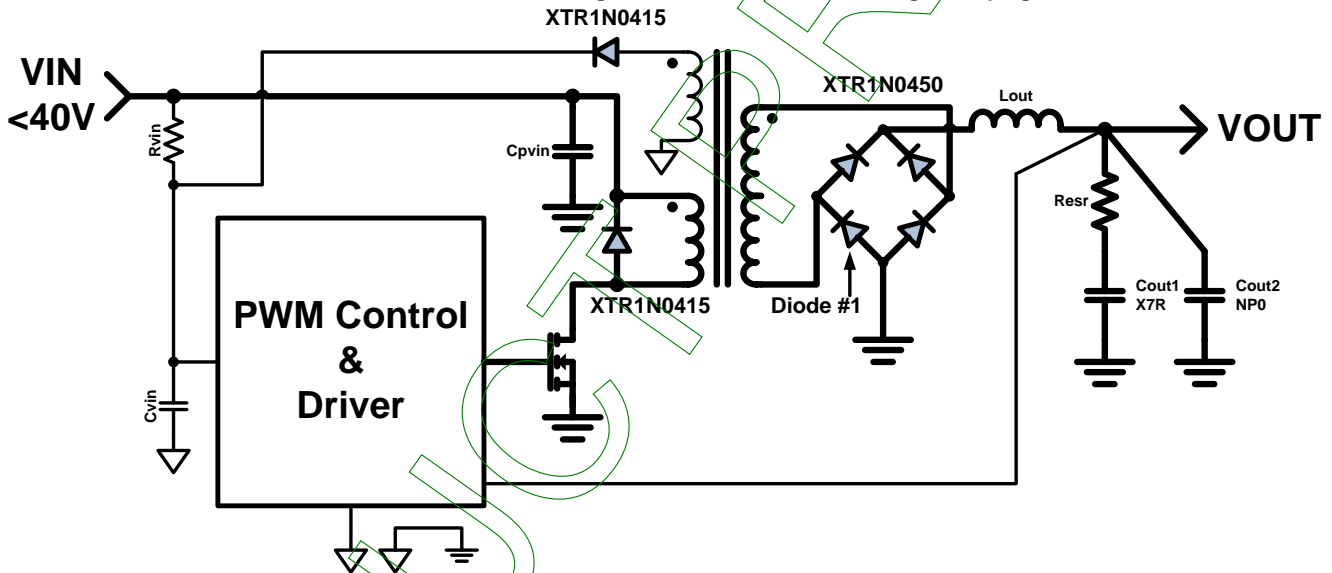 XTR1N0415
VIN
<40V
XTR1N0450
Lout
VOUT
Rvin
Cpvin
Resr
XTR1N0415
Diode #1
Cout1
X7R
Cout2
NP0
PWM Control
&
Driver
Cvin